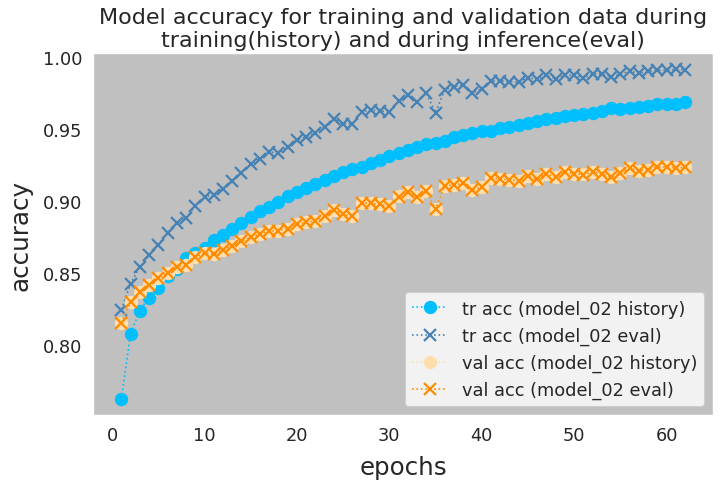 Model accuracy for training and validation data during
training(history) and during inference(eval)
1.00
0.95
0.90
0.85
0.80
accuracy
tr acc (model_02 history)
tr acc (model_02 eval)
val acc (model_02 history)
val acc (model_02 eval)
0 10 20 30 40 50 60
epochs